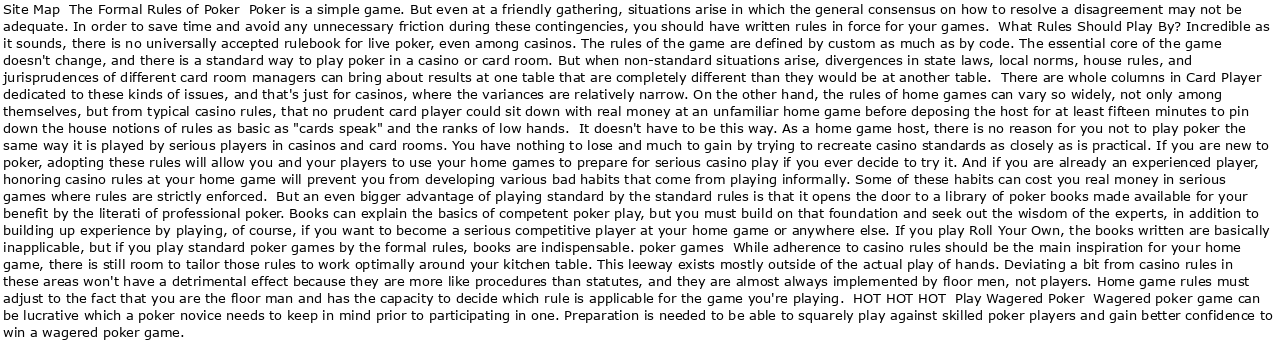 Site Map  The Formal Rules of Poker  Poker is a simple game. But even at a friendly gathering, situations arise in which the general consensus on how to resolve a disagreement may not be
adequate. In order to save time and avoid any unnecessary friction during these contingencies, you should have written rules in force for your games.  What Rules Should Play By? Incredible as
it sounds, there is no universally accepted rulebook for live poker, even among casinos. The rules of the game are defined by custom as much as by code. The essential core of the game
doesn't change, and there is a standard way to play poker in a casino or card room. But when non-standard situations arise, divergences in state laws, local norms, house rules, and
jurisprudences of different card room managers can bring about results at one table that are completely different than they would be at another table.  There are whole columns in Card Player
dedicated to these kinds of issues, and that's just for casinos, where the variances are relatively narrow. On the other hand, the rules of home games can vary so widely, not only among
themselves, but from typical casino rules, that no prudent card player could sit down with real money at an unfamiliar home game before deposing the host for at least fifteen minutes to pin
down the house notions of rules as basic as "cards speak" and the ranks of low hands.  It doesn't have to be this way. As a home game host, there is no reason for you not to play poker the
same way it is played by serious players in casinos and card rooms. You have nothing to lose and much to gain by trying to recreate casino standards as closely as is practical. If you are new to
poker, adopting these rules will allow you and your players to use your home games to prepare for serious casino play if you ever decide to try it. And if you are already an experienced player,
honoring casino rules at your home game will prevent you from developing various bad habits that come from playing informally. Some of these habits can cost you real money in serious
games where rules are strictly enforced.  But an even bigger advantage of playing standard by the standard rules is that it opens the door to a library of poker books made available for your
benefit by the literati of professional poker. Books can explain the basics of competent poker play, but you must build on that foundation and seek out the wisdom of the experts, in addition to
building up experience by playing, of course, if you want to become a serious competitive player at your home game or anywhere else. If you play Roll Your Own, the books written are basically
inapplicable, but if you play standard poker games by the formal rules, books are indispensable. poker games  While adherence to casino rules should be the main inspiration for your home
game, there is still room to tailor those rules to work optimally around your kitchen table. This leeway exists mostly outside of the actual play of hands. Deviating a bit from casino rules in
these areas won't have a detrimental effect because they are more like procedures than statutes, and they are almost always implemented by floor men, not players. Home game rules must
adjust to the fact that you are the floor man and has the capacity to decide which rule is applicable for the game you're playing.  HOT HOT HOT  Play Wagered Poker  Wagered poker game can
be lucrative which a poker novice needs to keep in mind prior to participating in one. Preparation is needed to be able to squarely play against skilled poker players and gain better confidence to
win a wagered poker game.